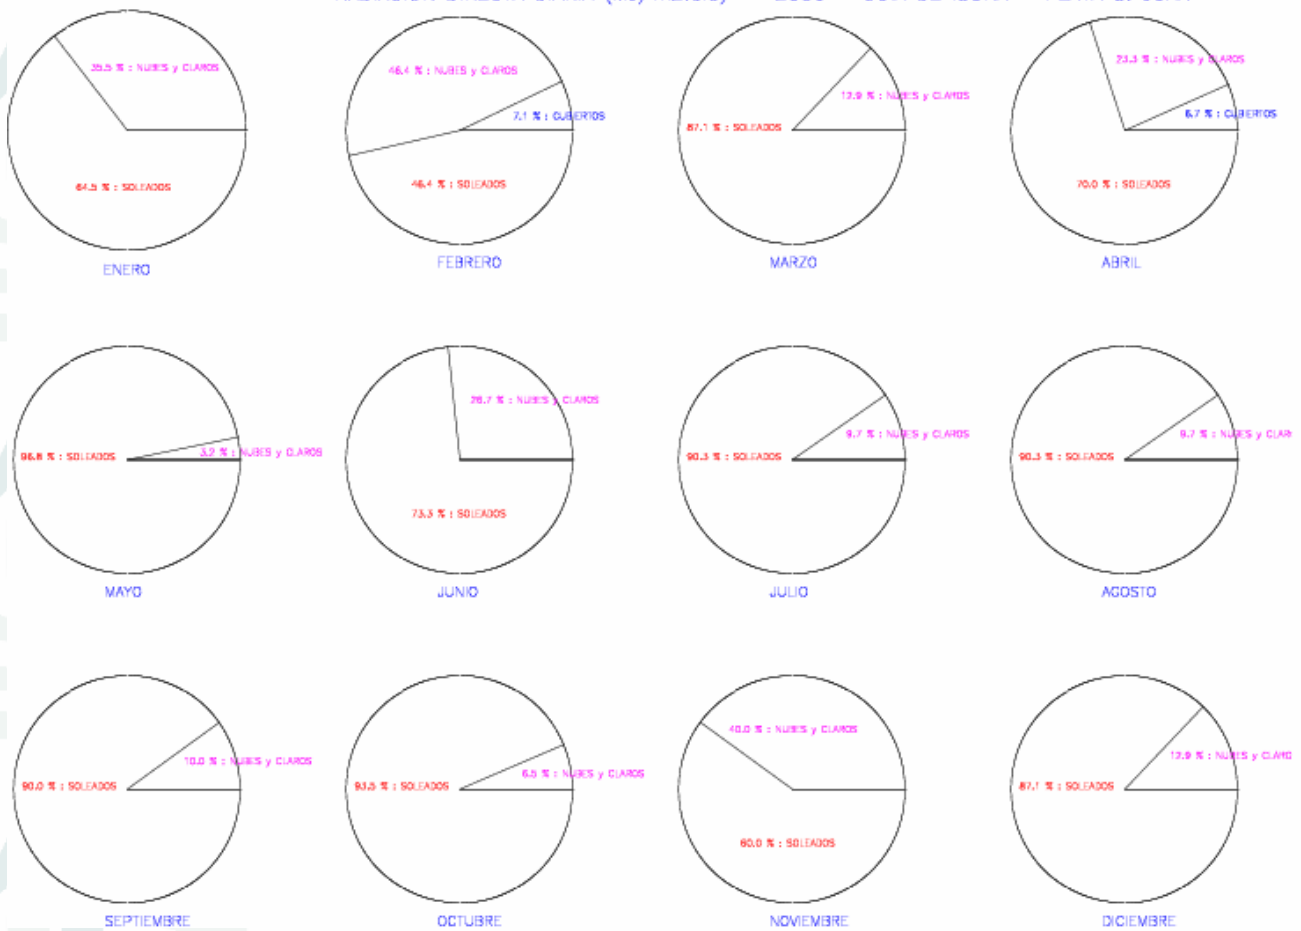 35.5 % : NUBES y CLAROS
64.5 % : SOLEADOS
ENERO
46.4 % : NUBES y CLAROS
7.1 % : CUBIERTOS
46.4 % : SOLEADOS
FEBRERO
12.9 % : NUBES y CLAROS
87.1 % : SOLEADOS
MARZO
23.3 % : NUBES y CLAROS
6.7 % : CUBIERTOS
70.0 % : SOLEADOS
ABRIL
3.2 % : NUBES y CLAROS
96.8 % : SOLEADOS
MAYO
26.7 % : NUBES y CLAROS
73.3 % : SOLEADOS
JUNIO
9.7 % : NUBES y CLAROS
90.3 % : SOLEADOS
JULIO
9.7 % : NUBES y CLAR
90.3 % : SOLEADOS
AGOSTO
10.0 % : NUBES y CLAROS
90.0 % : SOLEADOS
SEPTIEMBRE
6.5 % : NUBES y CLAROS
93.5 % : SOLEADOS
OCTUBRE
40.0 % : NUBES y CLAROS
60.0 % : SOLEADOS
NOVIEMBRE
12.9 % : NUBES y CLARO
87.1 % : SOLEADOS
DICIEMBRE